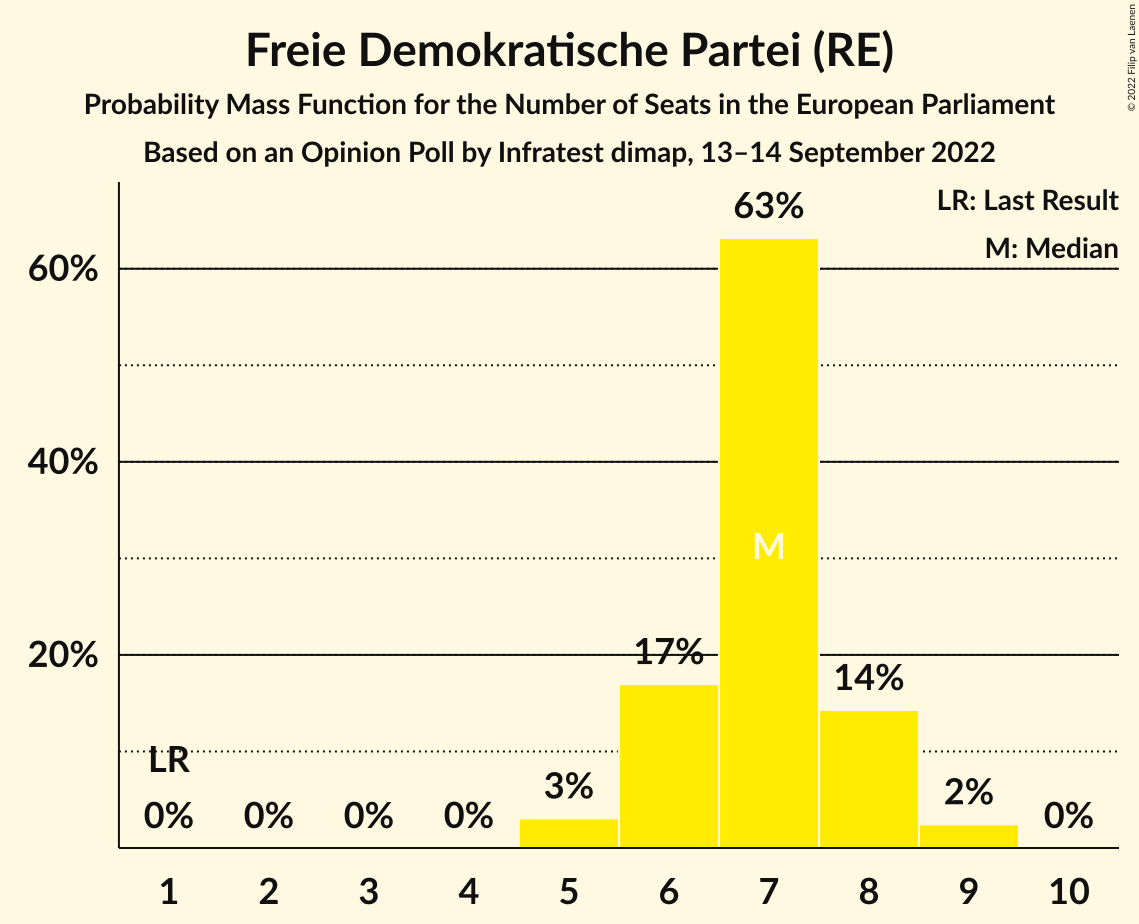 Freie Demokratische Partei (RE)
Probability Mass Function for the Number of Seats in the European Parliament
Based on an Opinion Poll by Infratest dimap, 13–14 September 2022
© 2022 Filip van Laenen
LR: Last Result
M: Median
63%
60%
40%
M
20%
17%
14%
LR
3%
2%
0% 0% 0% 0% 0%
1 2 3 4 5 6 7 8 9 10